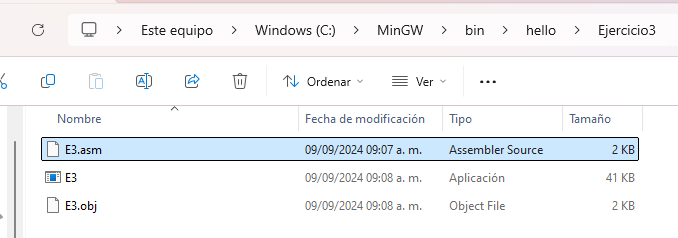 Este equipo > Windows (C:) > MinGW > bin > hello > Ejercicio3
Ordenar Ver
Nombre Fecha de modificación Tipo Tamaño
E3.asm 09/09/2024 09:07 a. m. Assembler Source 2 KB
E3 09/09/2024 09:08 a. m. Aplicación 41 KB
E3.obj 09/09/2024 09:08 a. m. Object File 2 KB